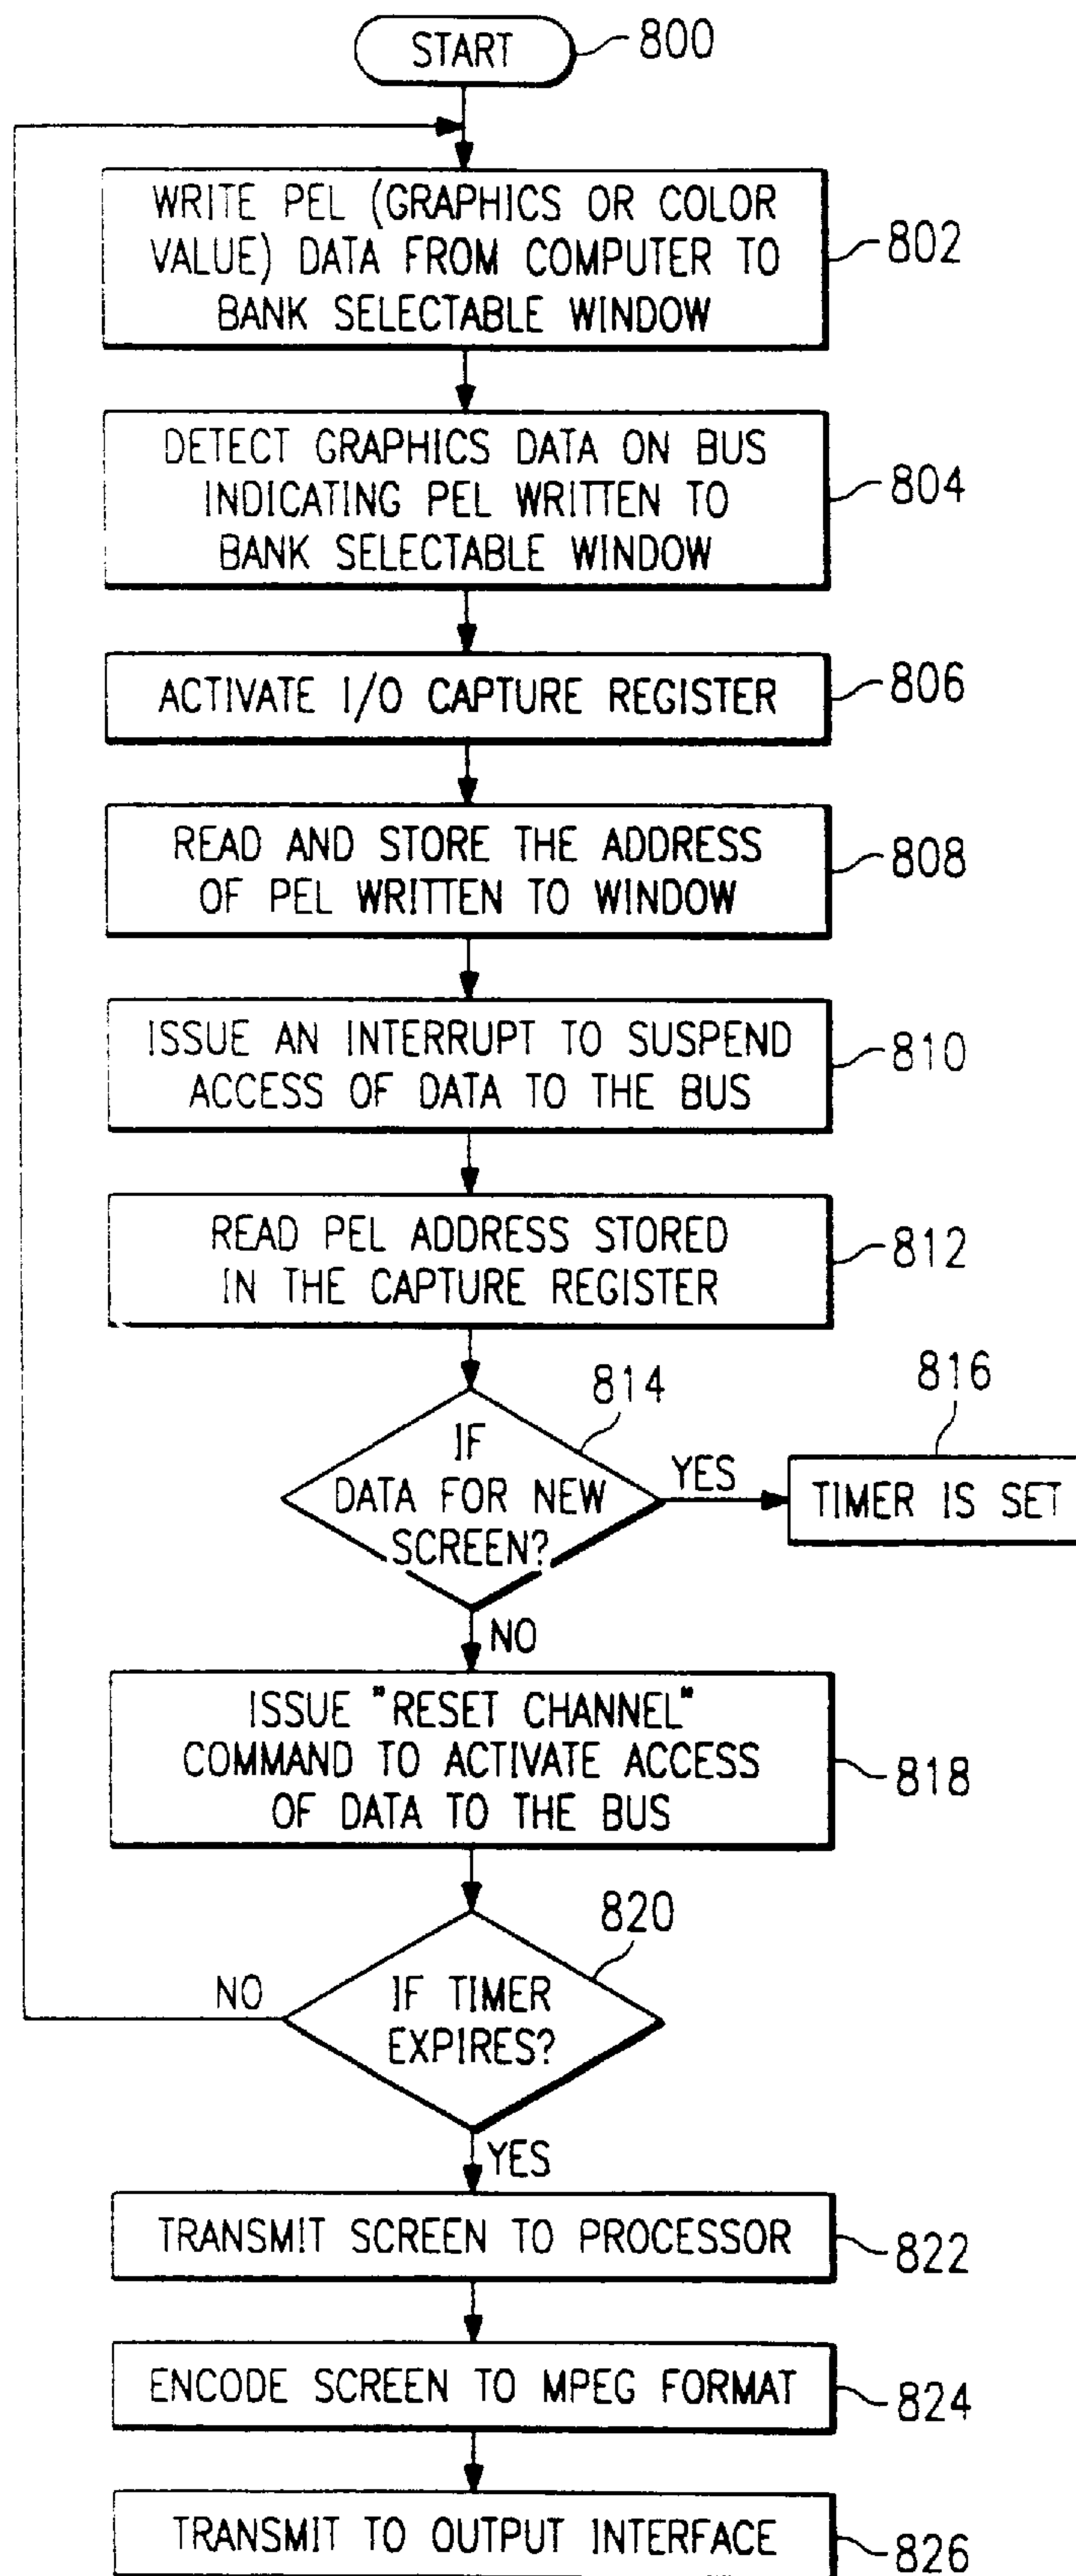 START
800
WRITE PEL (GRAPHICS OR COLOR
VALUE) DATA FROM COMPUTER TO
BANK SELECTABLE WINDOW
802
DETECT GRAPHICS DATA ON BUS
INDICATING PEL WRITTEN TO
BANK SELECTABLE WINDOW
804
ACTIVATE I/O CAPTURE REGISTER
806
READ AND STORE THE ADDRESS
OF PEL WRITTEN TO WINDOW
808
ISSUE AN INTERRUPT TO SUSPEND
ACCESS OF DATA TO THE BUS
810
READ PEL ADDRESS STORED
IN THE CAPTURE REGISTER
812
IF
DATA FOR NEW
SCREEN?
814
YES
TIMER IS SET
816
NO
ISSUE "RESET CHANNEL"
COMMAND TO ACTIVATE ACCESS
OF DATA TO THE BUS
818
IF TIMER
EXPIRES?
820
NO
YES
TRANSMIT SCREEN TO PROCESSOR
822
ENCODE SCREEN TO MPEG FORMAT
824
TRANSMIT TO OUTPUT INTERFACE
826